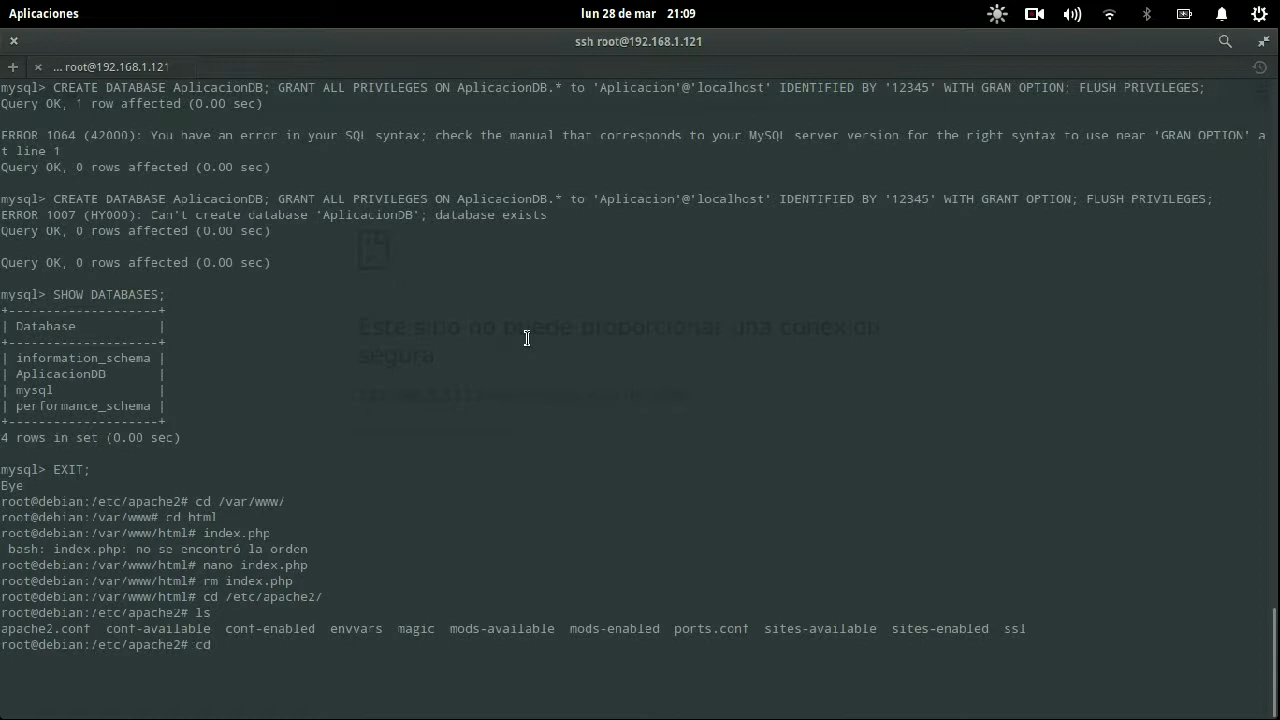 Aplicaciones
lun 28 de mar 21:09
ssh root@192.168.1.121
... root@192.168.1.121
mysql> CREATE DATABASE AplicacionDB; GRANT ALL PRIVILEGES ON AplicacionDB.* to 'Aplicacion'@'localhost' IDENTIFIED BY '12345' WITH GRAN OPTION; FLUSH PRIVILEGES;
Query OK, 1 row affected (0.00 sec)
ERROR 1064 (42000): You have an error in your SQL syntax; check the manual that corresponds to your MySQL server version for the right syntax to use near 'GRAN OPTION' a
t line 1
Query OK, 0 rows affected (0.00 sec)
mysql> CREATE DATABASE AplicacionDB; GRANT ALL PRIVILEGES ON AplicacionDB.* to 'Aplicacion'@'localhost' IDENTIFIED BY '12345' WITH GRANT OPTION; FLUSH PRIVILEGES;
ERROR 1007 (HY000): Can't create database 'AplicacionDB'; database exists
Query OK, 0 rows affected (0.00 sec)
Query OK, 0 rows affected (0.00 sec)
mysql> SHOW DATABASES;
+--------------------+
| Database           |
+--------------------+
| information_schema |
| AplicacionDB       |
| mysql              |
| performance_schema |
+--------------------+
4 rows in set (0.00 sec)
Este sitio no puede proporcionar una conexión
segura
mysql> EXIT;
Bye
root@debian:/etc/apache2# cd /var/www/
root@debian:/var/www# cd html
root@debian:/var/www/html# index.php
bash: index.php: no se encontró la orden
root@debian:/var/www/html# nano index.php
root@debian:/var/www/html# rm index.php
root@debian:/var/www/html# cd /etc/apache2/
root@debian:/etc/apache2# ls
apache2.conf conf-available conf-enabled envvars magic mods-available mods-enabled ports.conf sites-available sites-enabled ssl
root@debian:/etc/apache2# cd